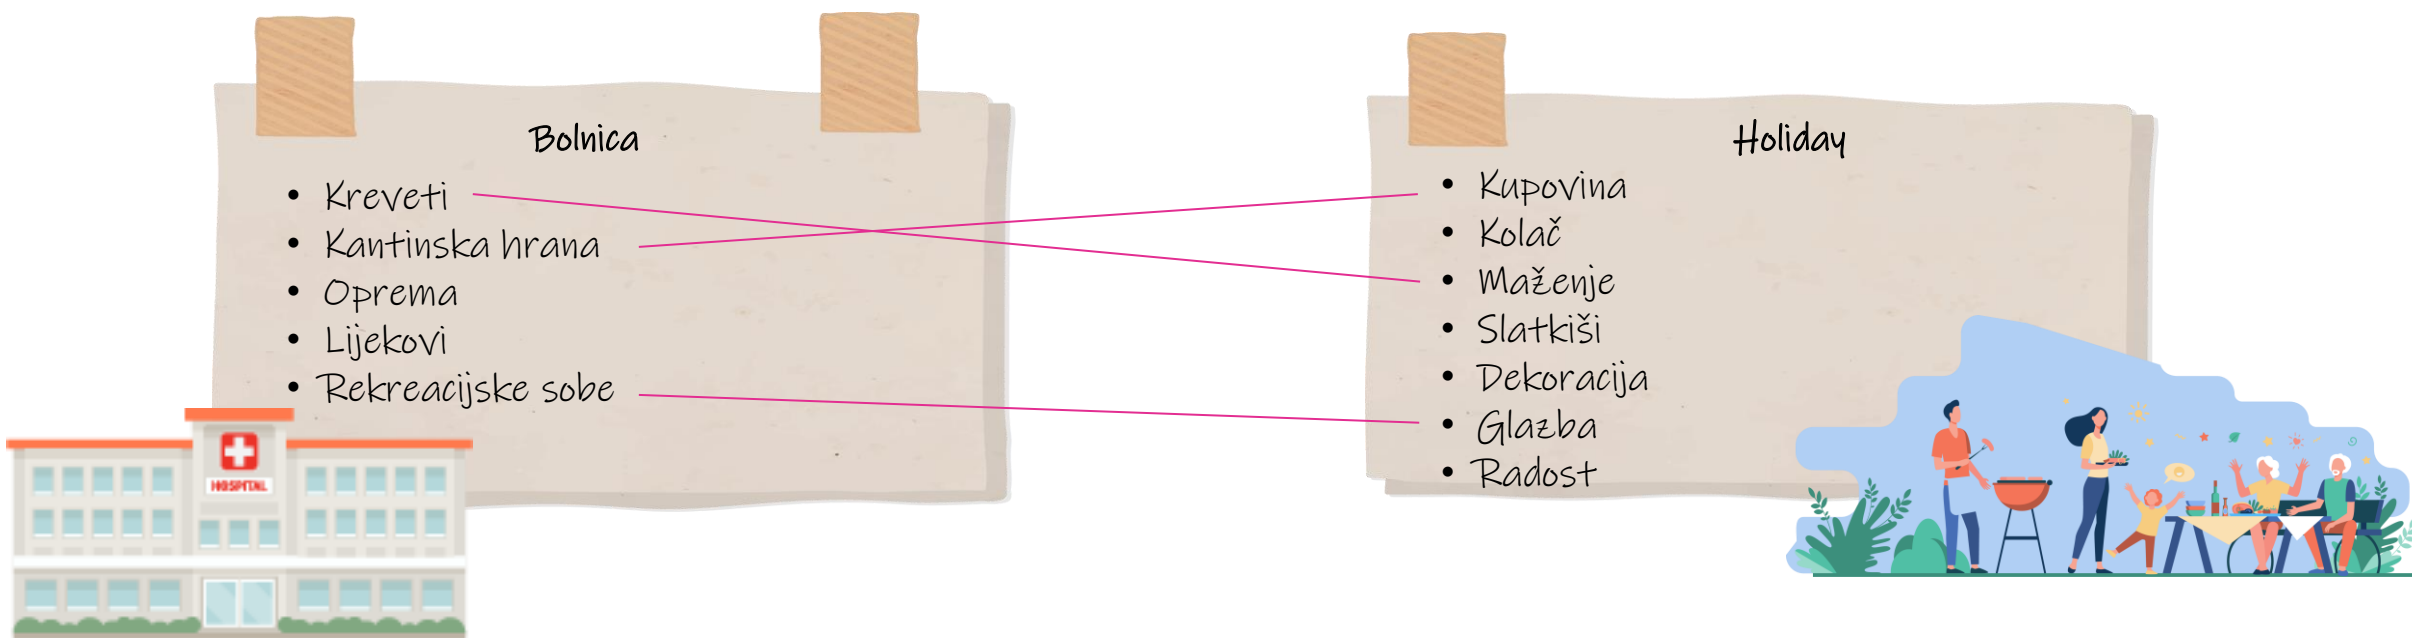 Bolnica
Kreveti
Kantinska hrana
Oprema
Lijekovi
Rekreacijske sobe
HOSPITAL
Holiday
Kupovina
Kolač
Maženje
Slatkiši
Dekoracija
Glazba
Radost